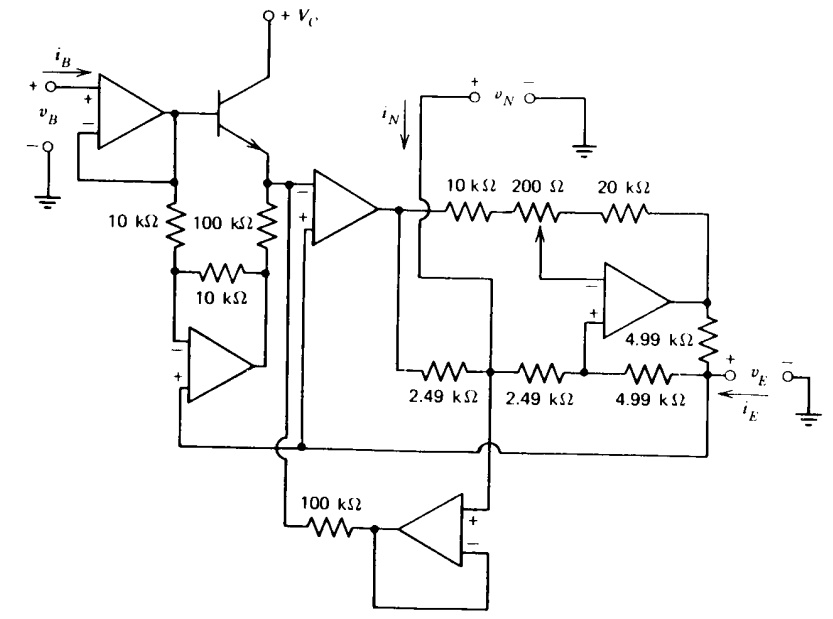 + V_C
i_B
+
+
v_B
−
−
+
v_N
−
i_N
10 kΩ
200 Ω
20 kΩ
10 kΩ
100 kΩ
−
+
10 kΩ
−
+
4.99 kΩ
−
+
2.49 kΩ
2.49 kΩ
4.99 kΩ
+
v_E
−
i_E
100 kΩ
+
−